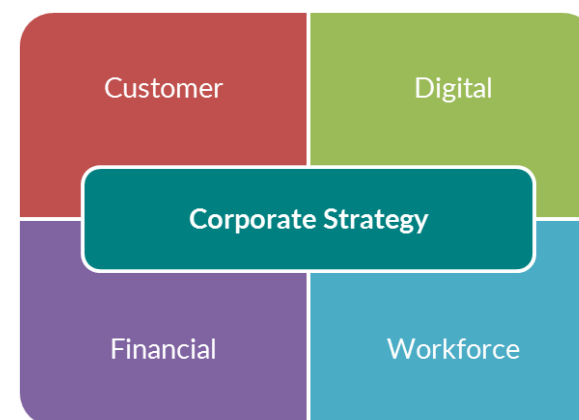 Customer
Digital
Corporate Strategy
Financial
Workforce